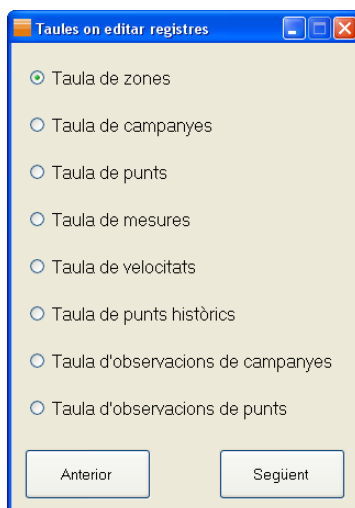 Taules on editar registres
Taula de zones
Taula de campanyes
Taula de punts
Taula de mesures
Taula de velocitats
Taula de punts històrics
Taula d'observacions de campanyes
Taula d'observacions de punts
Anterior
Següent